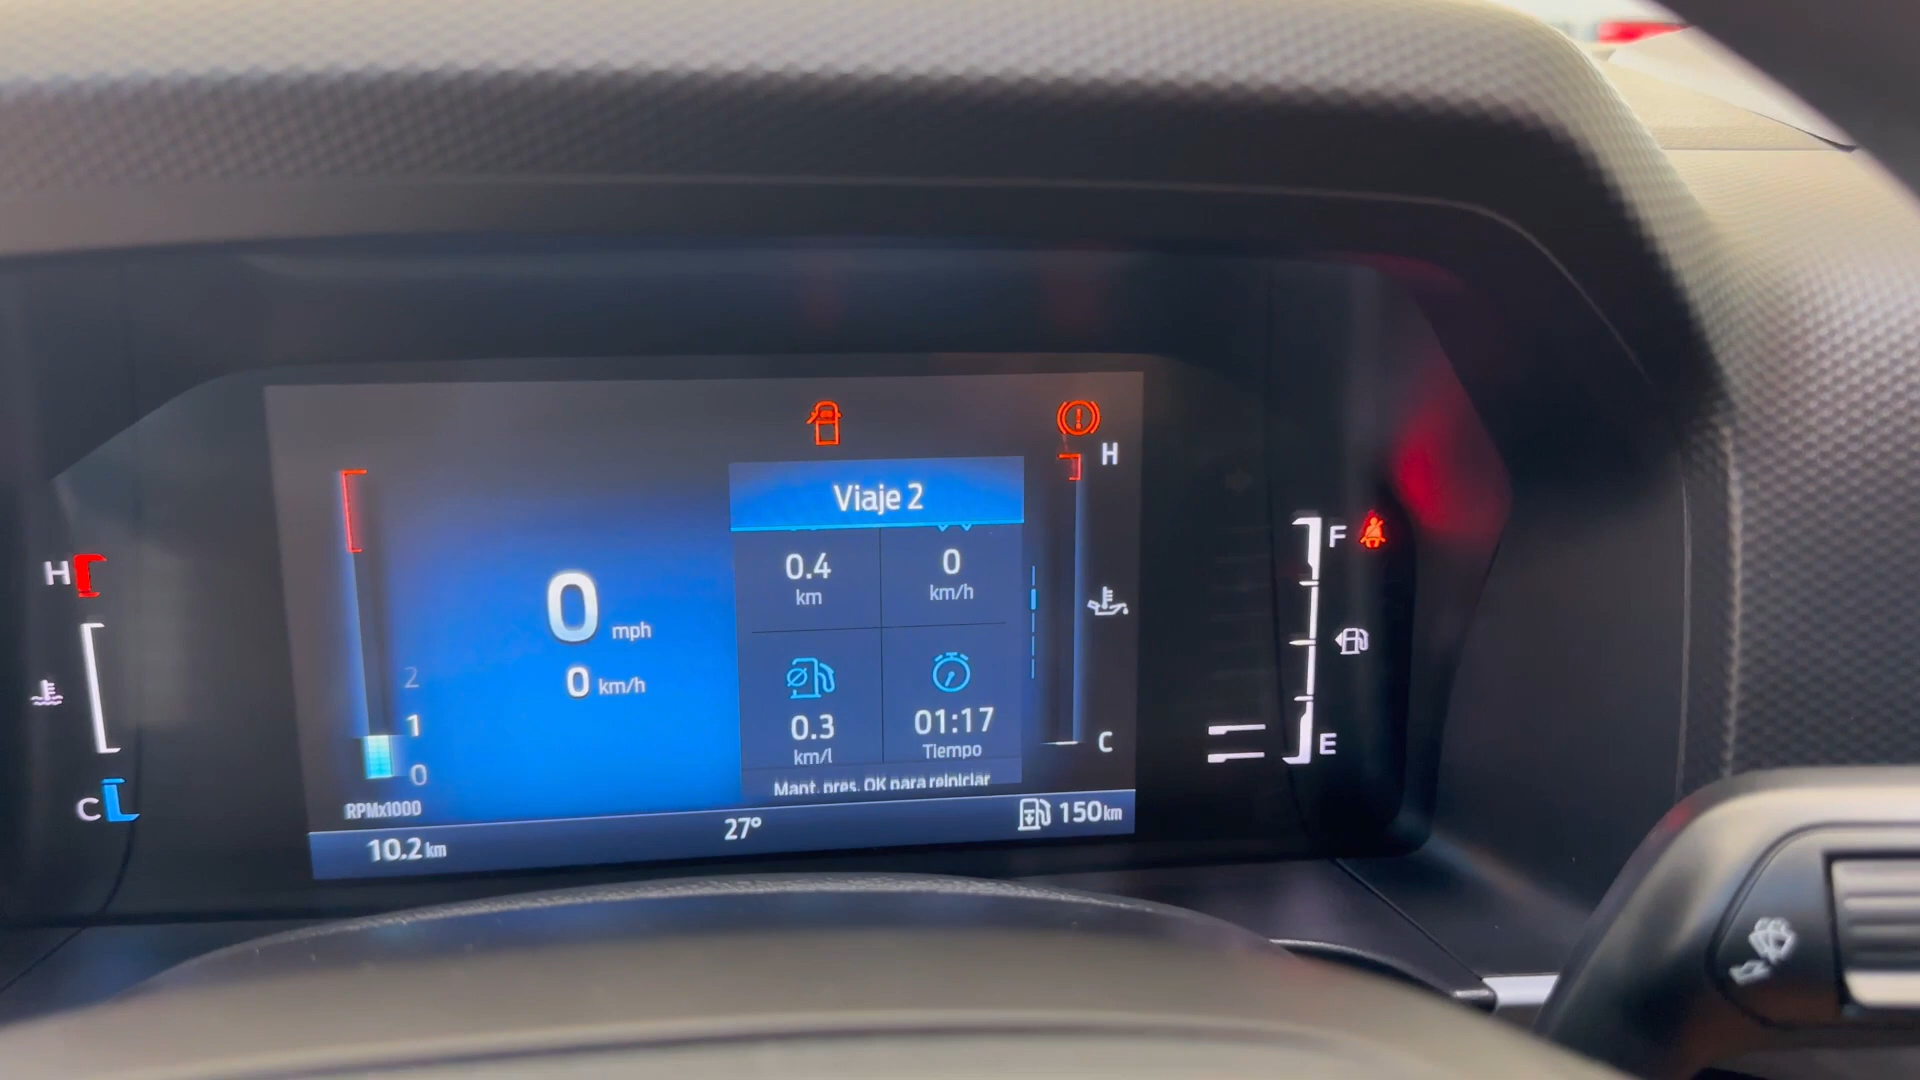 H
Viaje 2
H
F
0.4
km
0
km/h
0 mph
0 km/h
2
1
0
0.3
km/l
01:17
Tiempo
C
E
C
Mant. pres. OK para reiniciar
RPMx1000
10.2 km
27°
150 km